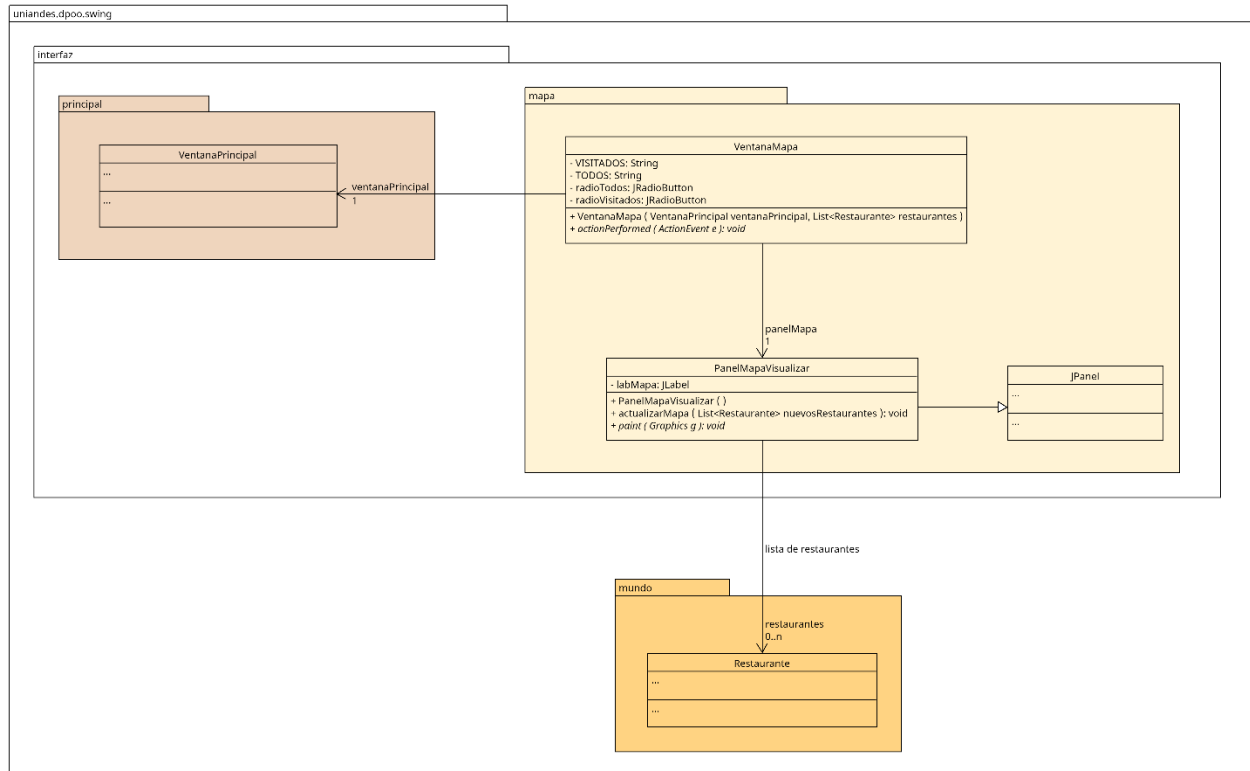 uniandes.dpoo.swing
interfaz
principal
VentanaPrincipal
...
...
ventanaPrincipal
1
mapa
VentanaMapa
- VISITADOS: String
- TODOS: String
- radioTodos: JRadioButton
- radioVisitados: JRadioButton
+ VentanaMapa ( VentanaPrincipal ventanaPrincipal, List<Restaurante> restaurantes )
+ actionPerformed ( ActionEvent e ): void
panelMapa
1
PanelMapaVisualizar
- labMapa: JLabel
+ PanelMapaVisualizar ( )
+ actualizarMapa ( List<Restaurante> nuevosRestaurantes ): void
+ paint ( Graphics g ): void
JPanel
...
...
lista de restaurantes
mundo
restaurantes
0..n
Restaurante
...
...